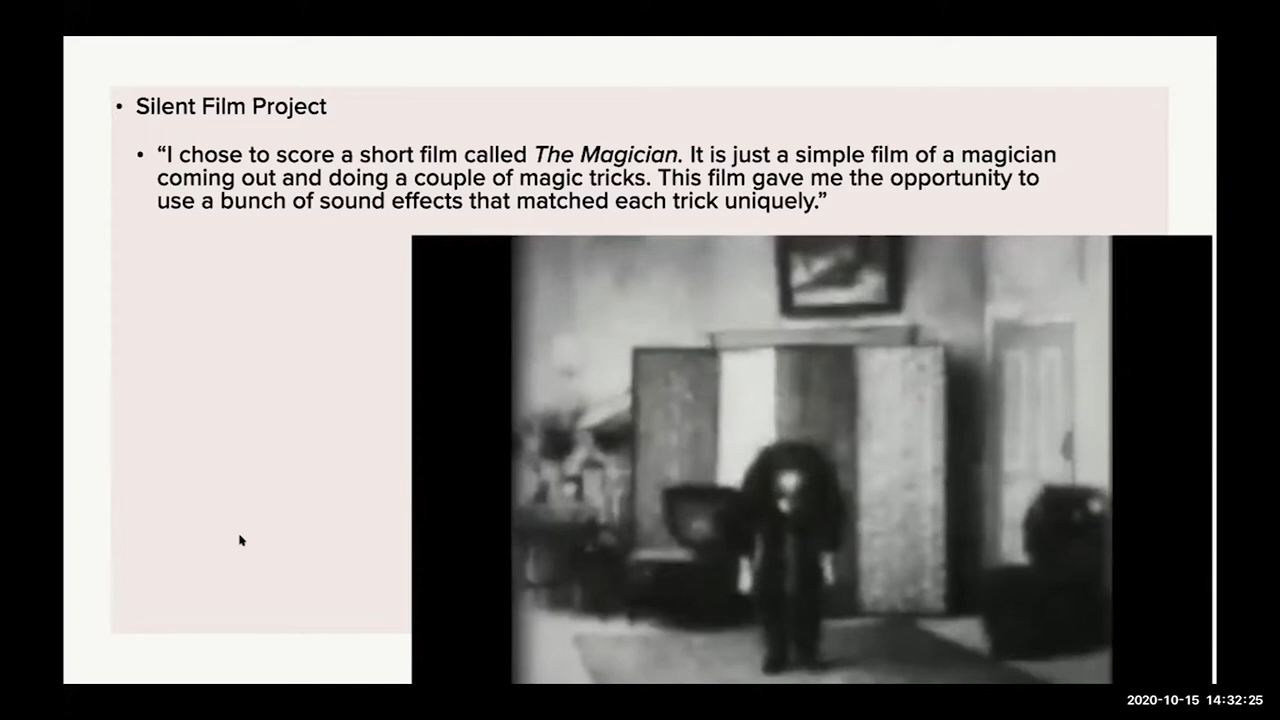 • Silent Film Project
• “I chose to score a short film called The Magician. It is just a simple film of a magician
coming out and doing a couple of magic tricks. This film gave me the opportunity to
use a bunch of sound effects that matched each trick uniquely.”
2020-10-15 14:32:25